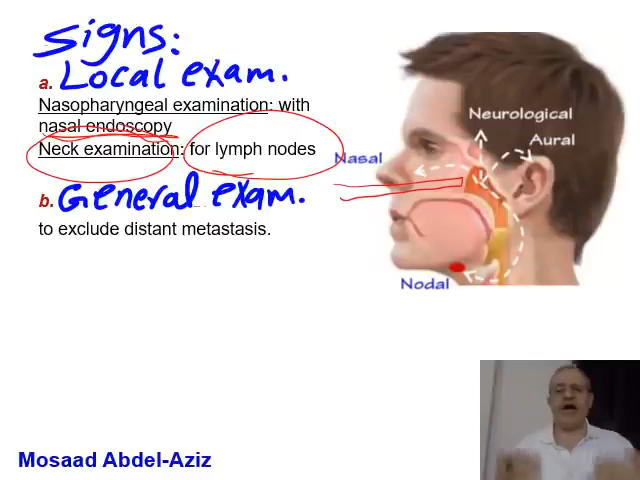 Signs:
a. Local exam.
Nasopharyngeal examination: with
nasal endoscopy
Neck examination: for lymph nodes
b. General exam.
to exclude distant metastasis.
Neurological
Aural
Nasal
Nodal
Mosaad Abdel-Aziz